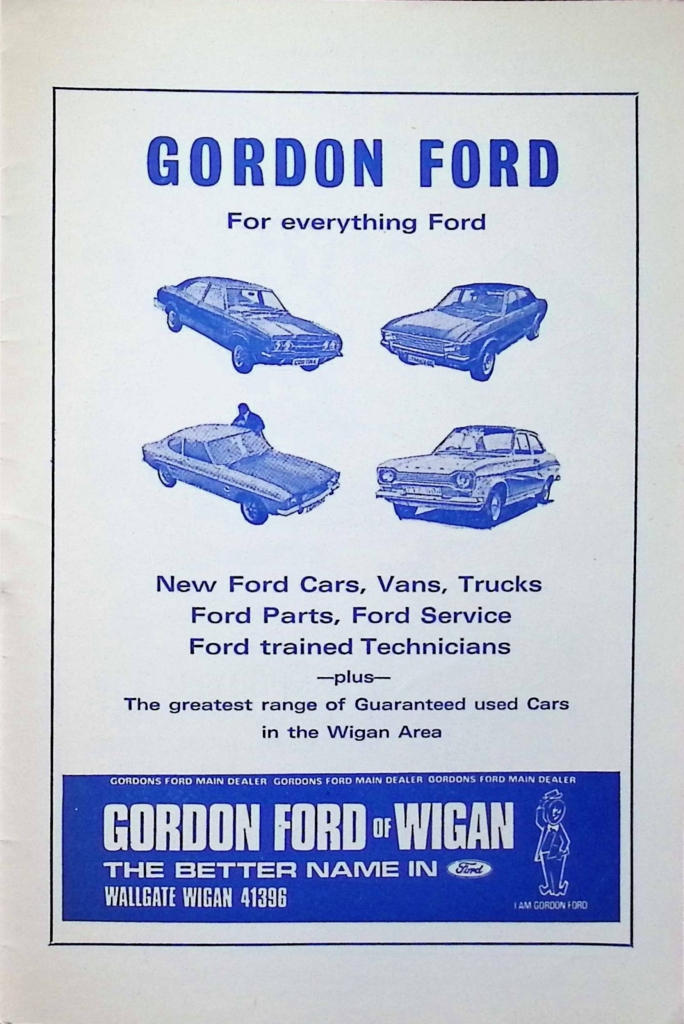 GORDON FORD
For everything Ford
CORTINA
New Ford Cars, Vans, Trucks
Ford Parts, Ford Service
Ford trained Technicians
—plus—
The greatest range of Guaranteed used Cars
in the Wigan Area
GORDONS FORD MAIN DEALER GORDONS FORD MAIN DEALER GORDONS FORD MAIN DEALER
GORDON FORD OF WIGAN
THE BETTER NAME IN Ford
WALLGATE WIGAN 41396
I AM GORDON FORD